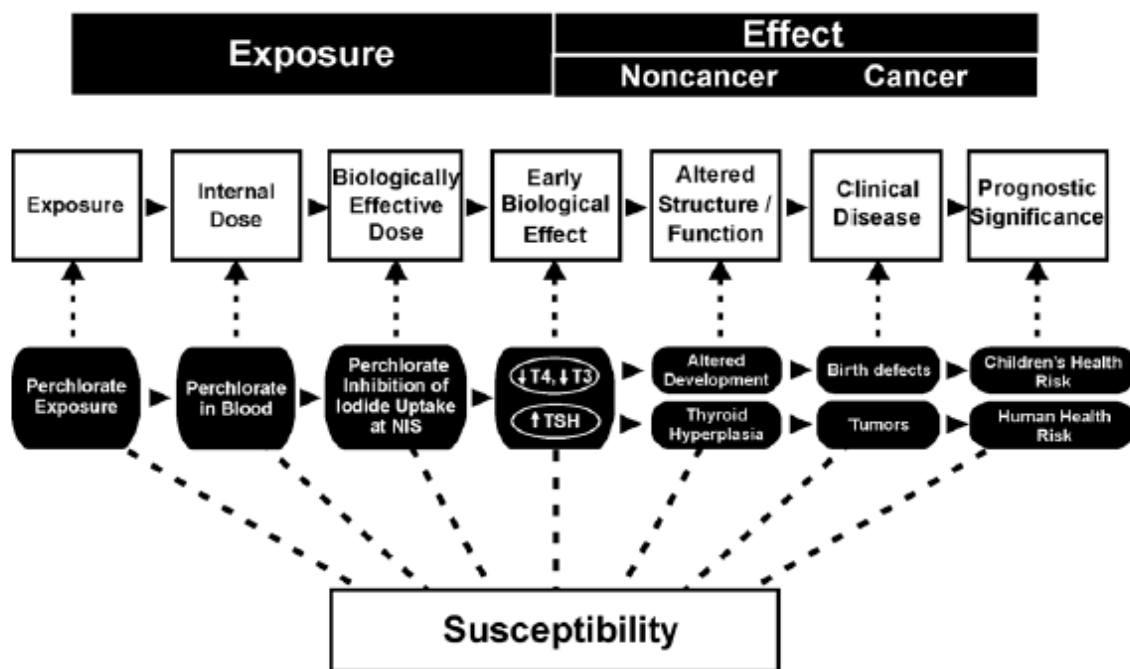 Exposure
Effect
Noncancer Cancer
Exposure
Internal
Dose
Biologically
Effective
Dose
Early
Biological
Effect
Altered
Structure /
Function
Clinical
Disease
Prognostic
Significance
Perchlorate
Exposure
Perchlorate
in Blood
Perchlorate
Inhibition of
Iodide Uptake
at NIS
↓T4, ↓T3
↑TSH
Altered
Development
Thyroid
Hyperplasia
Birth defects
Tumors
Children's Health
Risk
Human Health
Risk
Susceptibility